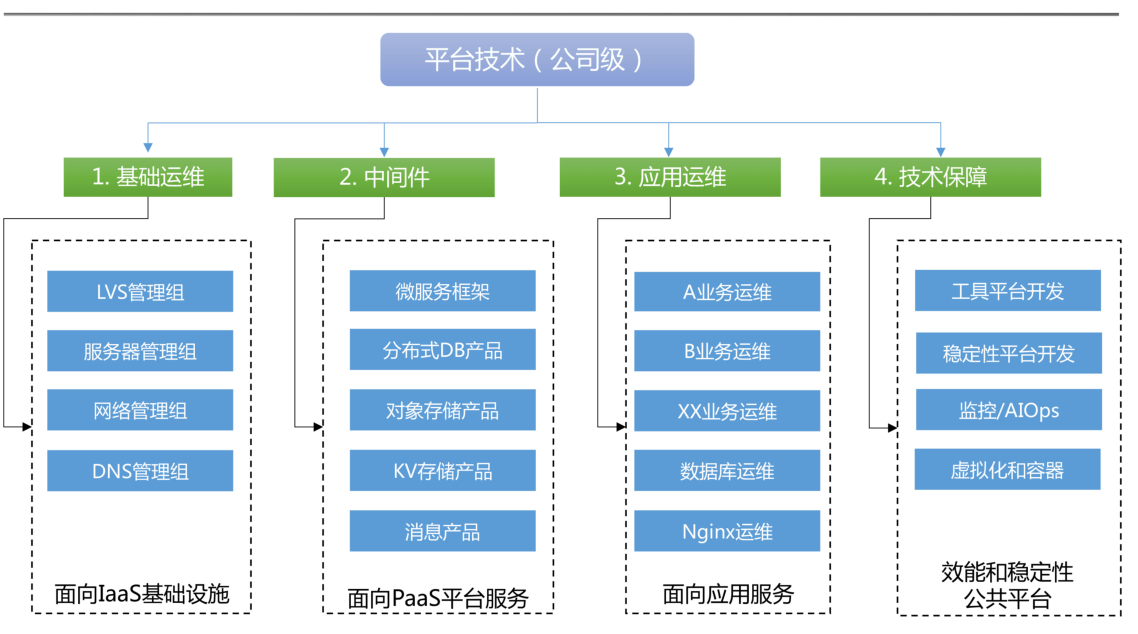 平台技术（公司级）
1. 基础运维
2. 中间件
3. 应用运维
4. 技术保障
LVS管理组
服务器管理组
网络管理组
DNS管理组
面向IaaS基础设施
微服务框架
分布式DB产品
对象存储产品
KV存储产品
消息产品
面向PaaS平台服务
A业务运维
B业务运维
XX业务运维
数据库运维
Nginx运维
面向应用服务
工具平台开发
稳定性平台开发
监控/AIOps
虚拟化和容器
效能和稳定性
公共平台